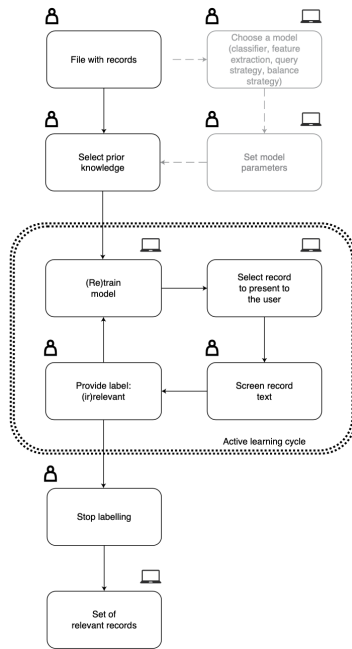 File with records
Choose a model
(classifier, feature
extraction, query
strategy, balance
strategy)
Select prior
knowledge
Set model
parameters
(Re)train
model
Select record
to present to
the user
Provide label:
(ir)relevant
Screen record
text
Active learning cycle
Stop labelling
Set of
relevant records